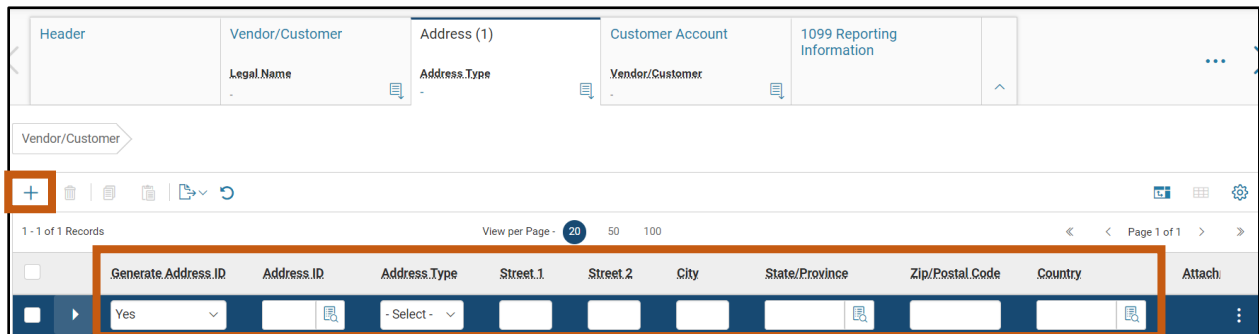 Header
Vendor/Customer
Address (1)
Customer Account
1099 Reporting
Information
Legal Name
Address Type
Vendor/Customer
-
-
-
Vendor/Customer
1 - 1 of 1 Records
View per Page - 20 50 100
Page 1 of 1
Generate Address ID Address ID Address Type Street 1 Street 2 City State/Province Zip/Postal Code Country Attach
Yes - Select -